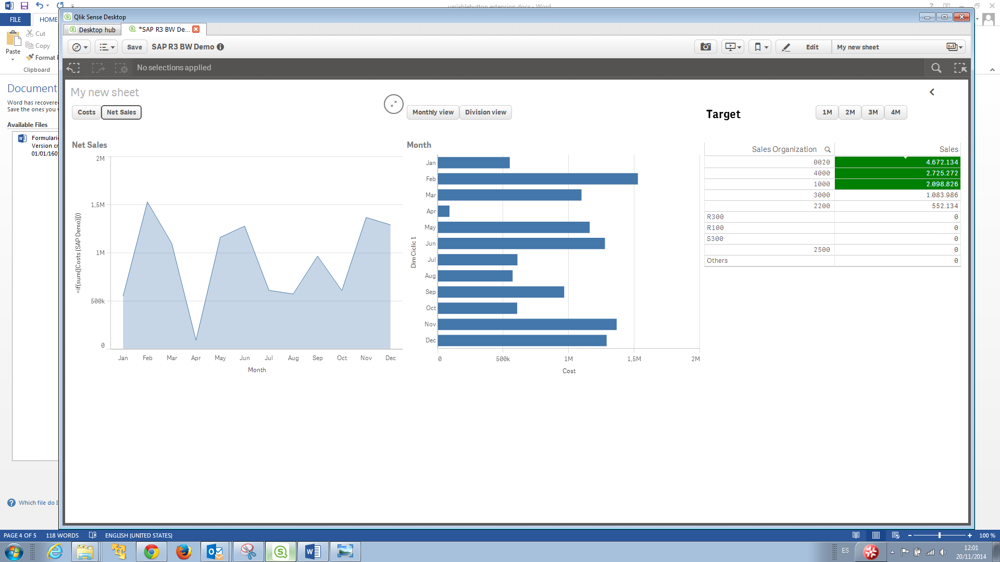 variablebutton extension.docx - Word
Qlik Sense Desktop
FILE
HOME
Desktop hub
*SAP R3 BW De...
Cut
Copy
Format
Paste
Clipboard
Save
SAP R3 BW Demo
Edit
My new sheet
No selections applied
Document
Word has recovered
Save the ones you
Available Files
Formulario
Version cr
01/01/160
Which file do I
My new sheet
Costs
Net Sales
Monthly view
Division view
Target
1M
2M
3M
4M
Net Sales
2M
1,5M
1M
500k
0
=if(sum([Costs (SAP Demo)]))
Jan
Feb
Mar
Apr
May
Jun
Jul
Aug
Sep
Oct
Nov
Dec
Month
Month
Dim Ciclic 1
Jan
Feb
Mar
Apr
May
Jun
Jul
Aug
Sep
Oct
Nov
Dec
0
500k
1M
1,5M
2M
Cost
Sales Organization
Sales
0020 4.672.134
4000 2.725.272
1000 2.098.826
3000 1.083.986
2200 552.134
R300 0
R100 0
S300 0
2500 0
Others 0
PAGE 4 OF 5
118 WORDS
ENGLISH (UNITED STATES)
100 %
ES
12:01
20/11/2014